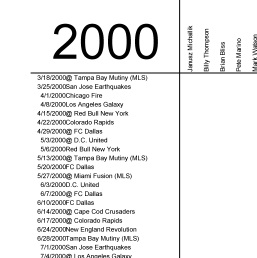 2000
Janusz Michallik
Billy Thompson
Brian Bliss
Pete Marino
Mark Watson
3/18/2000@ Tampa Bay Mutiny (MLS)
3/25/2000San Jose Earthquakes
4/1/2000Chicago Fire
4/8/2000Los Angeles Galaxy
4/15/2000@ Red Bull New York
4/22/2000Colorado Rapids
4/29/2000@ FC Dallas
5/3/2000@ D.C. United
5/6/2000Red Bull New York
5/13/2000@ Tampa Bay Mutiny (MLS)
5/20/2000FC Dallas
5/27/2000@ Miami Fusion (MLS)
6/3/2000D.C. United
6/7/2000@ FC Dallas
6/10/2000FC Dallas
6/14/2000@ Cape Cod Crusaders
6/17/2000@ Colorado Rapids
6/24/2000New England Revolution
6/28/2000Tampa Bay Mutiny (MLS)
7/1/2000San Jose Earthquakes
7/4/2000@ Los Angeles Galaxy